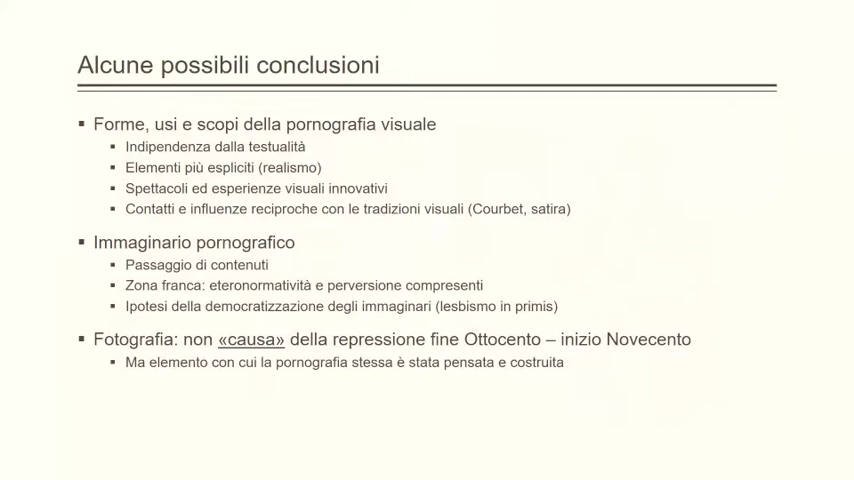 Alcune possibili conclusioni
▪ Forme, usi e scopi della pornografia visuale
▪ Indipendenza dalla testualità
▪ Elementi più espliciti (realismo)
▪ Spettacoli ed esperienze visuali innovativi
▪ Contatti e influenze reciproche con le tradizioni visuali (Courbet, satira)
▪ Immaginario pornografico
▪ Passaggio di contenuti
▪ Zona franca: eteronormatività e perversione compresenti
▪ Ipotesi della democratizzazione degli immaginari (lesbismo in primis)
▪ Fotografia: non «causa» della repressione fine Ottocento – inizio Novecento
▪ Ma elemento con cui la pornografia stessa è stata pensata e costruita